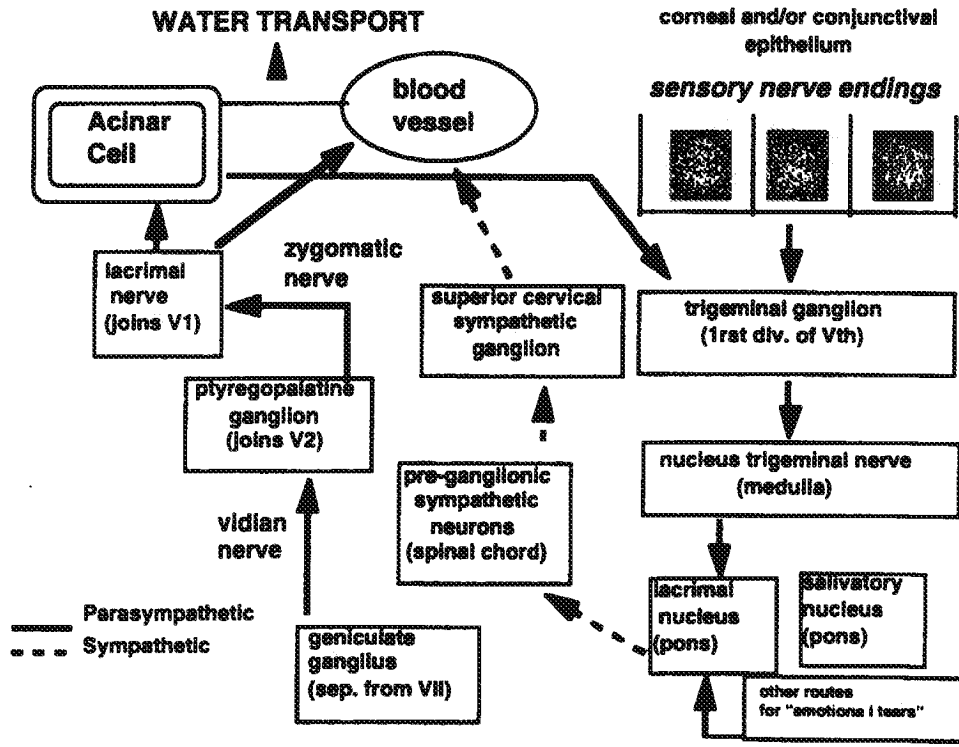 WATER TRANSPORT
corneal and/or conjunctival
epithelium
sensory nerve endings
blood
vessel
Acinar
Cell
zygomatic
nerve
lacrimal
nerve
(joins V1)
superior cervical
sympathetic
ganglion
trigeminal ganglion
(1rst div. of Vth)
ptyregopalatine
ganglion
(joins V2)
nucleus trigeminal nerve
(medulla)
pre-ganglionic
sympathetic
neurons
(spinal chord)
vidian
nerve
lacrimal
nucleus
(pons)
salivatory
nucleus
(pons)
Parasympathetic
Sympathetic
geniculate
ganglius
(sep. from VII)
other routes
for "emotional tears"